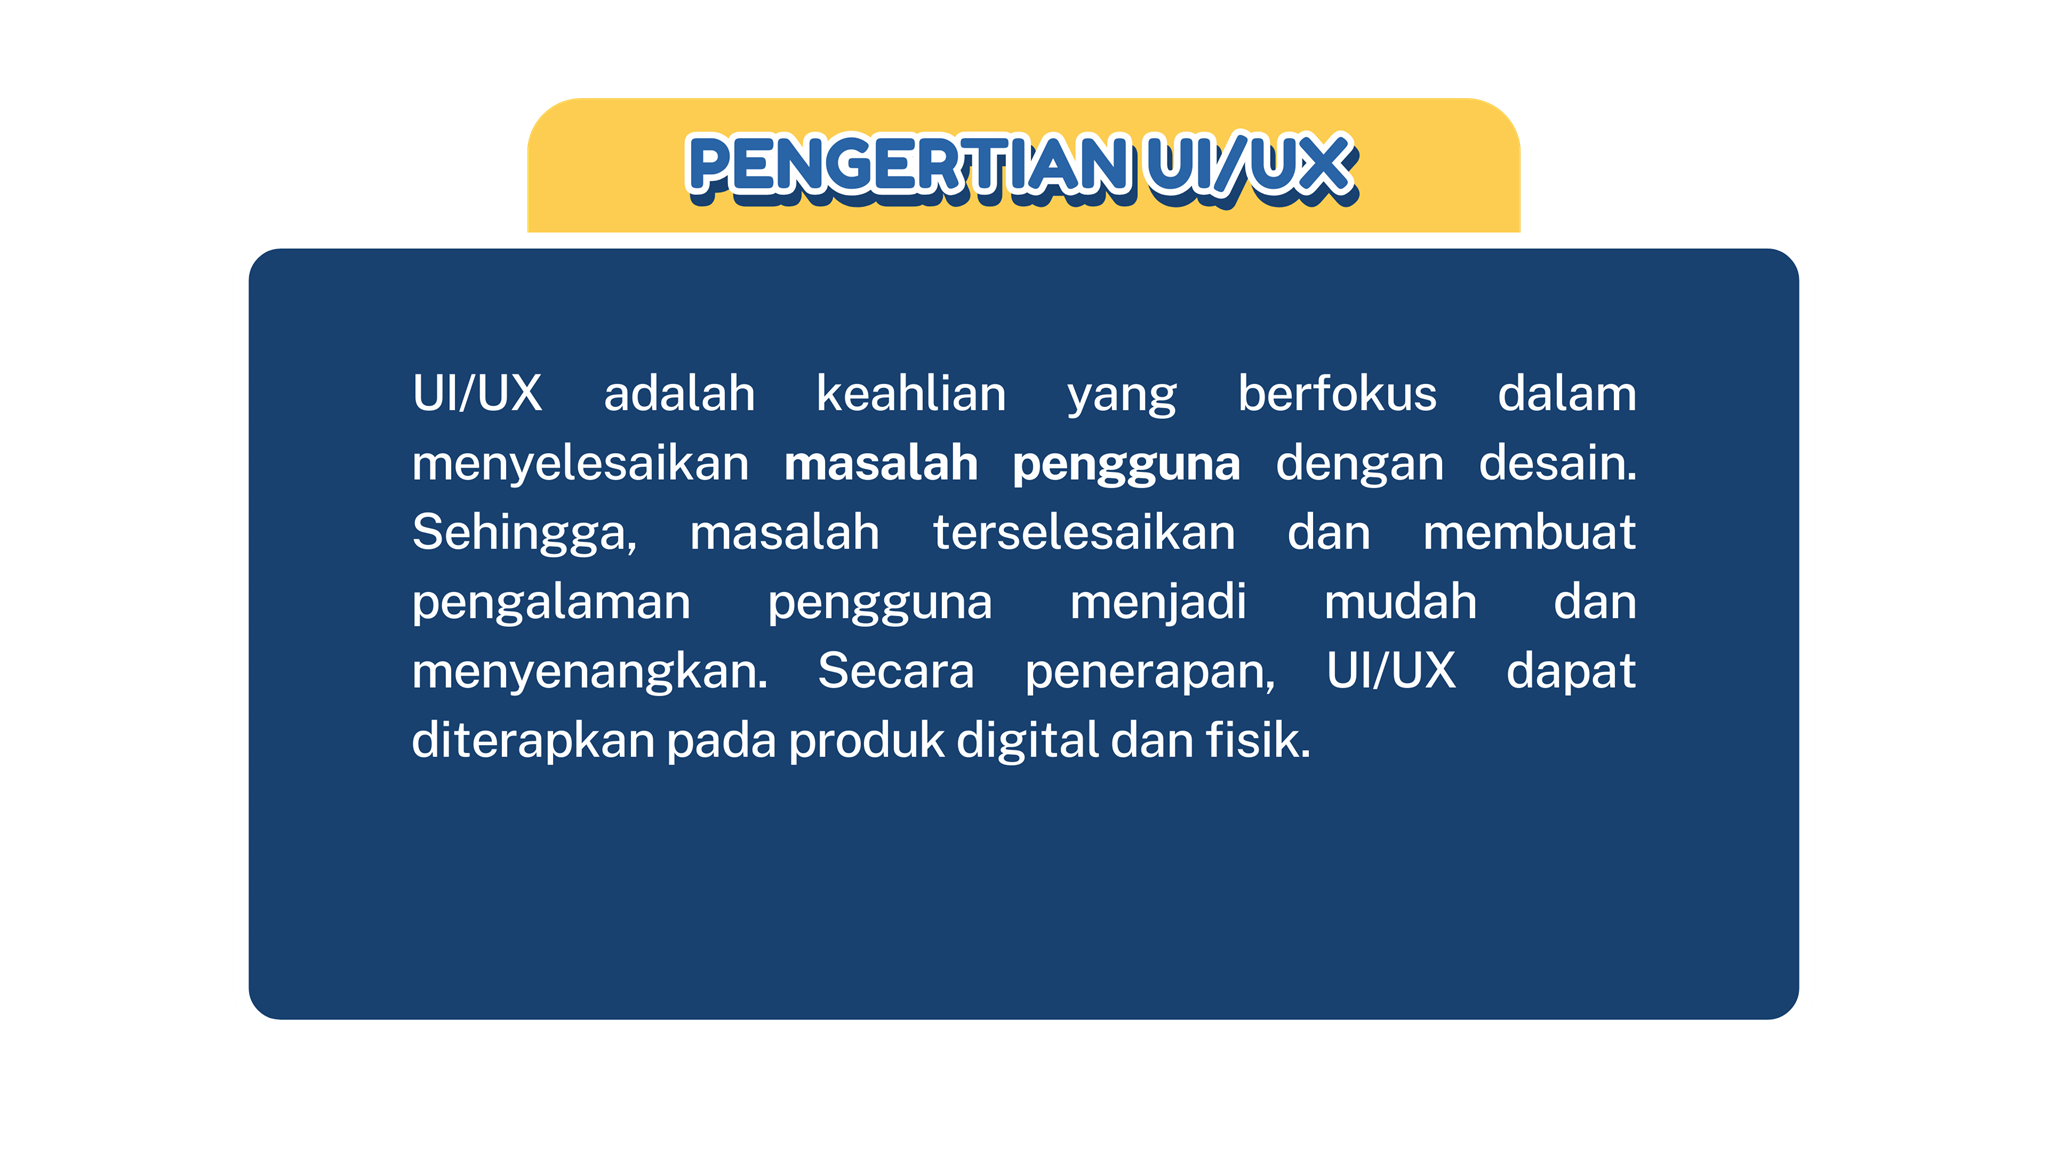 PENGERTIAN UI/UX
UI/UX adalah keahlian yang berfokus dalam
menyelesaikan masalah pengguna dengan desain.
Sehingga, masalah terselesaikan dan membuat
pengalaman pengguna menjadi mudah dan
menyenangkan. Secara penerapan, UI/UX dapat
diterapkan pada produk digital dan fisik.